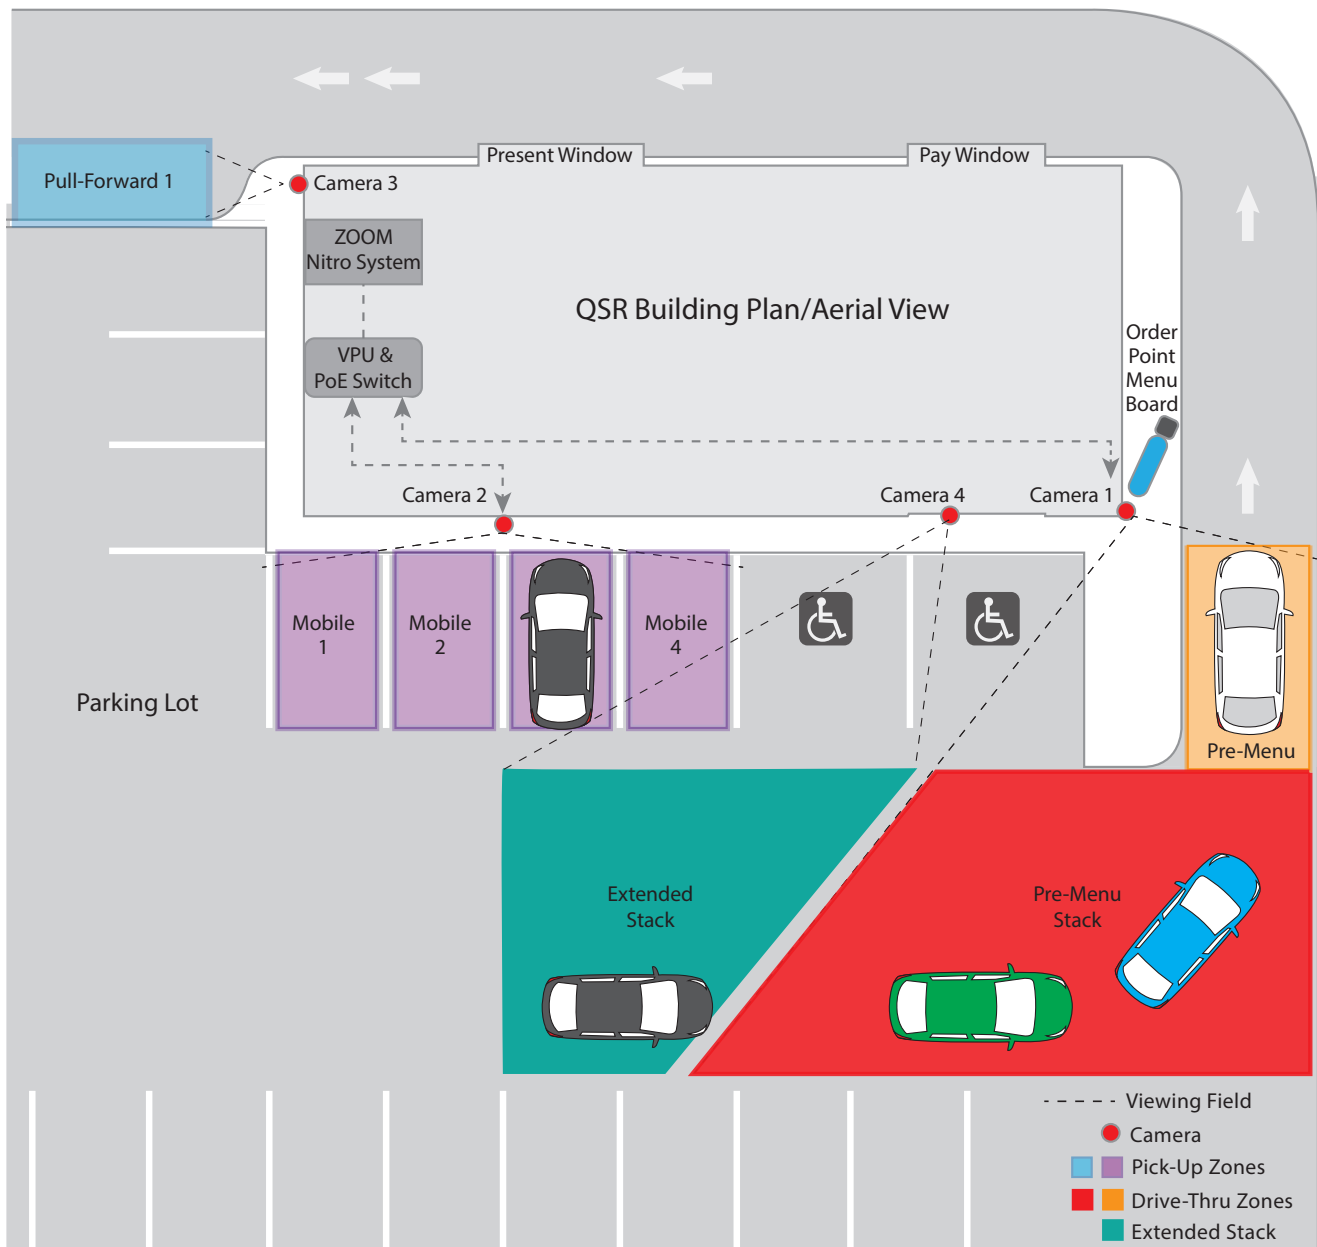 Present Window
Pay Window
Pull-Forward 1
Camera 3
ZOOM
Nitro System
QSR Building Plan/Aerial View
VPU &
PoE Switch
Order
Point
Menu
Board
Camera 2
Camera 4
Camera 1
Mobile
1
Mobile
2
Mobile
4
Parking Lot
Pre-Menu
Extended
Stack
Pre-Menu
Stack
Viewing Field
Camera
Pick-Up Zones
Drive-Thru Zones
Extended Stack